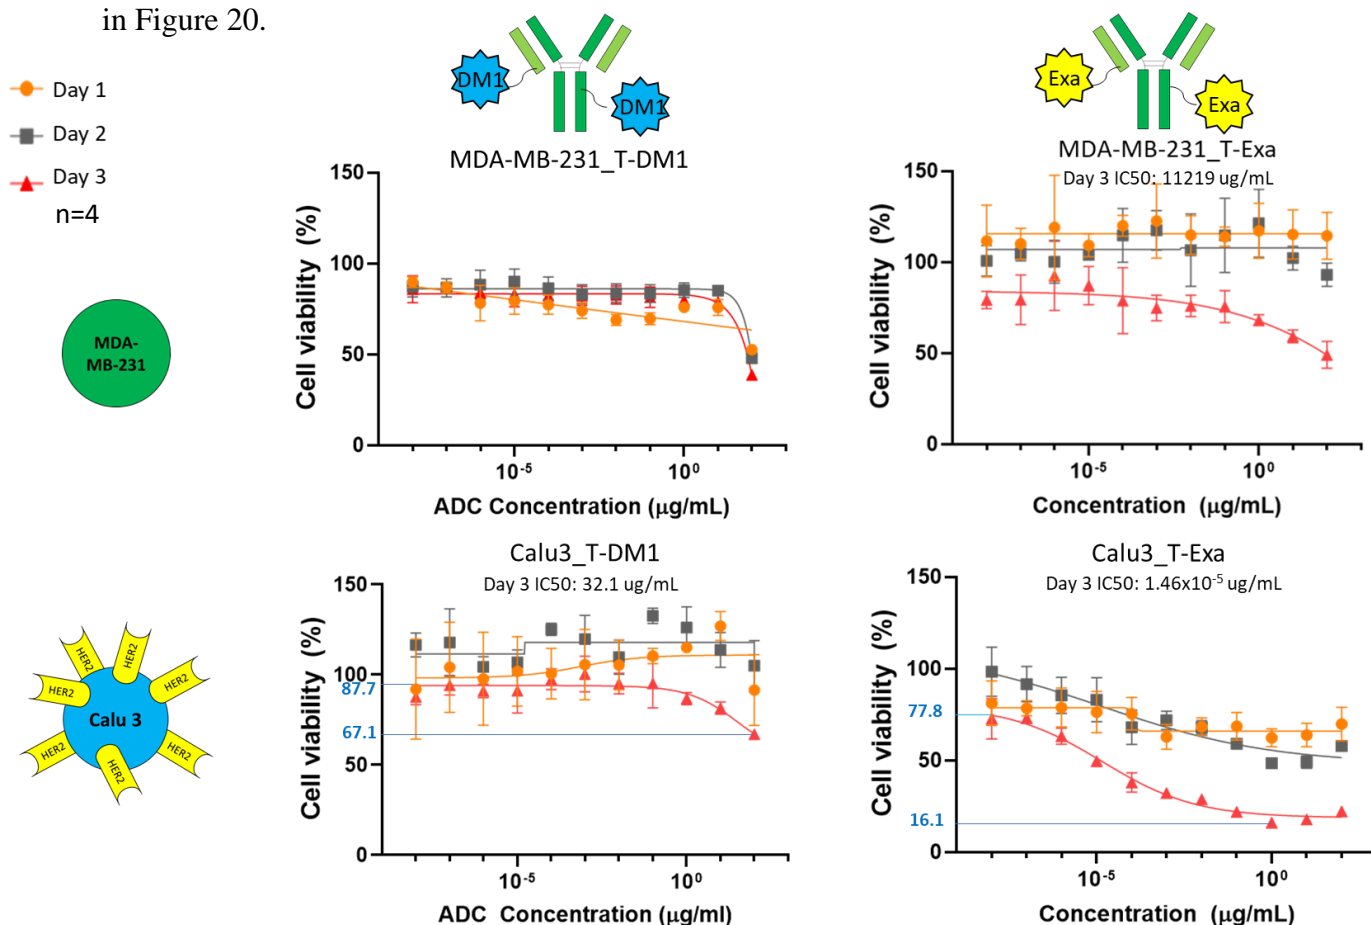 in Figure 20.
Day 1
Day 2
Day 3
n=4
DM1
DM1
MDA-MB-231_T-DM1
150
100
50
0
Cell viability (%)
10-5
100
ADC Concentration (μg/mL)
Exa
Exa
MDA-MB-231_T-Exa
Day 3 IC50: 11219 ug/mL
150
100
50
0
Cell viability (%)
10-5
100
Concentration (μg/mL)
MDA-
MB-231
Calu3_T-DM1
Day 3 IC50: 32.1 ug/mL
150
100
87.7
67.1
50
0
Cell viability (%)
10-5
100
ADC Concentration (μg/ml)
Calu3_T-Exa
Day 3 IC50: 1.46x10-5 ug/mL
150
100
77.8
50
16.1
0
Cell viability (%)
10-5
100
Concentration (μg/mL)
HER2
HER2
HER2
HER2
Calu 3
HER2
HER2
HER2